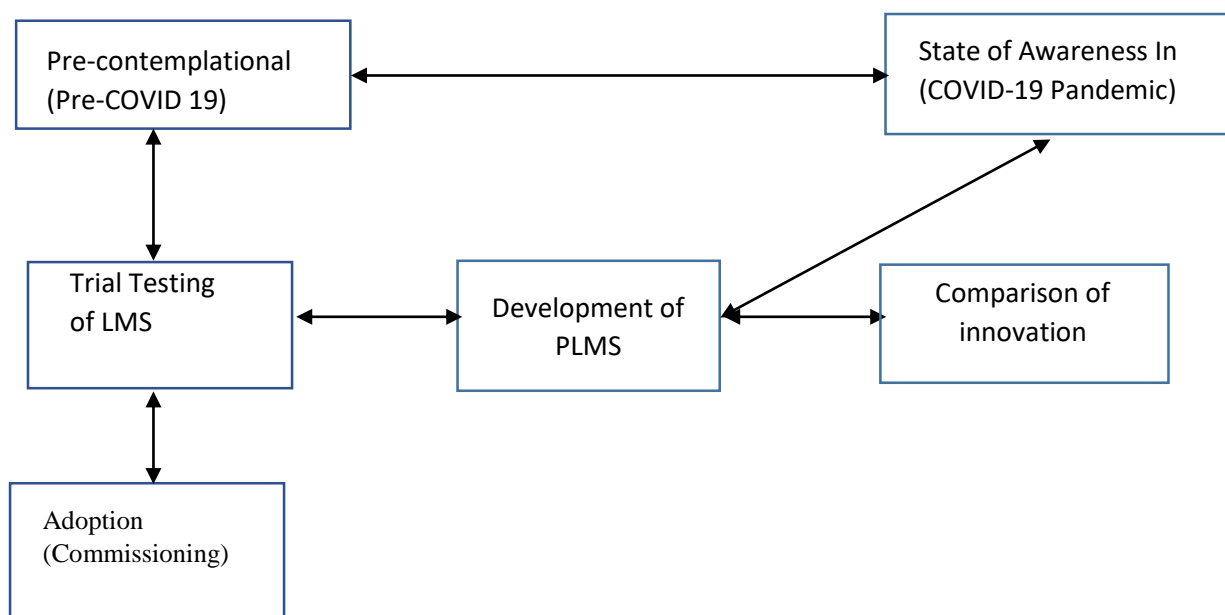 Pre-contemplational
(Pre-COVID 19)
State of Awareness In
(COVID-19 Pandemic)
Trial Testing
of LMS
Development of
PLMS
Comparison of
innovation
Adoption
(Commissioning)